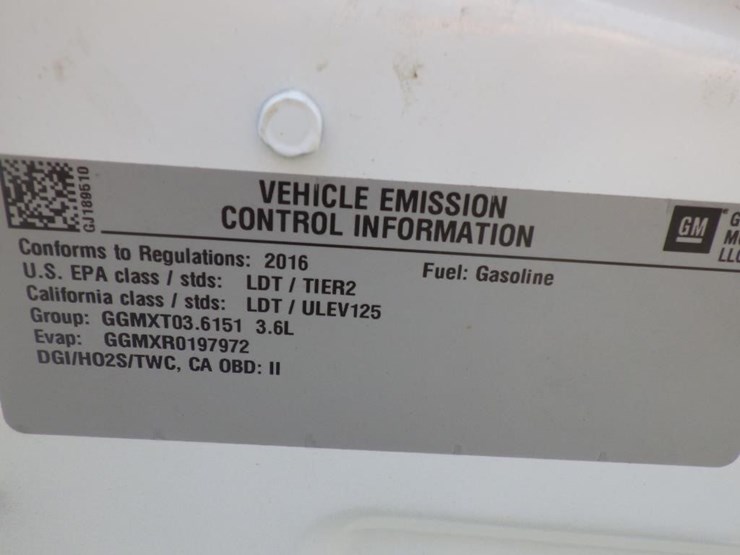 GJ189510
VEHICLE EMISSION
CONTROL INFORMATION
GM
Conforms to Regulations: 2016
Fuel: Gasoline
U.S. EPA class / stds: LDT / TIER2
California class / stds: LDT / ULEV125
Group: GGMXT03.6151 3.6L
Evap: GGMXR0197972
DGI/HO2S/TWC, CA OBD: II